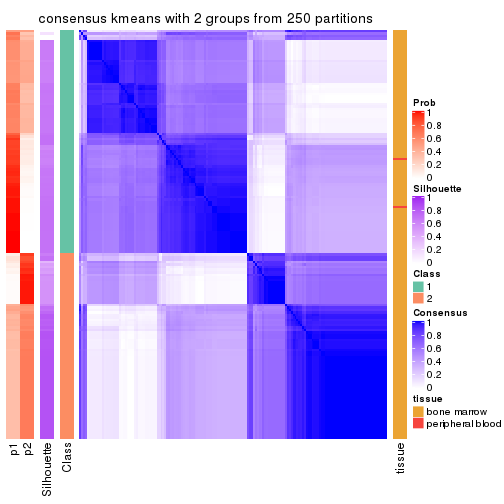 consensus kmeans with 2 groups from 250 partitions
Prob
1
0.8
0.6
0.4
0.2
0
Silhouette
1
0.8
0.6
0.4
0.2
0
Class
1
2
Consensus
1
0.8
0.6
0.4
0.2
0
tissue
bone marrow
peripheral blood
p1
p2
Silhouette
Class
tissue